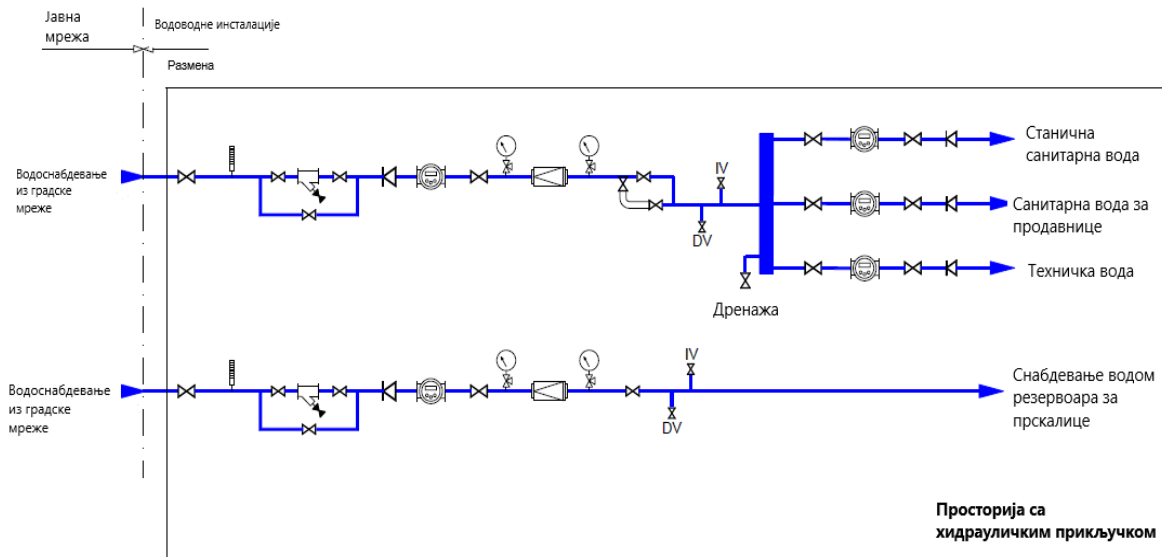 Јавна
мрежа
Водоводне инсталације
Размена
Водоснабдевање
из градске
мреже
IV
DV
Дренажа
Станична
санитарна вода
Санитарна вода за
продавнице
Техничка вода
Водоснабдевање
из градске
мреже
IV
DV
Снабдевање водом
резервоара за
прскалице
Просторија са
хидрауличким прикључком